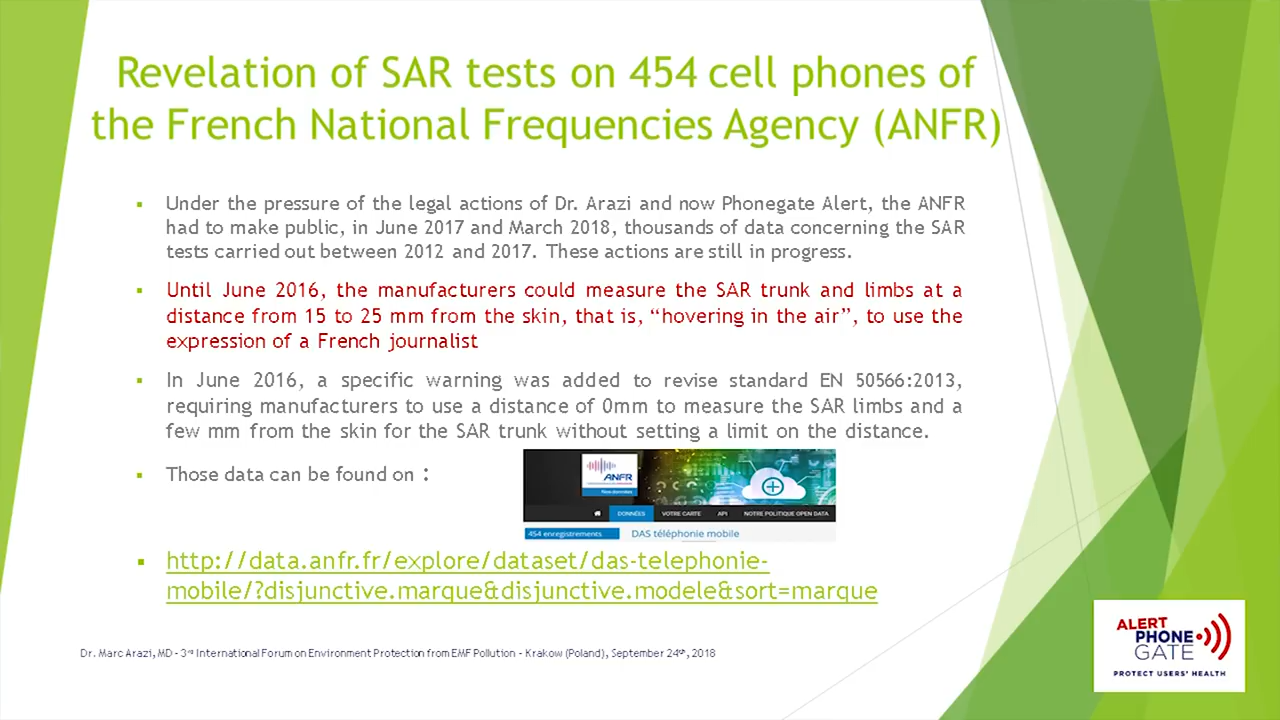 Revelation of SAR tests on 454 cell phones of
the French National Frequencies Agency (ANFR)
▪ Under the pressure of the legal actions of Dr. Arazi and now Phonegate Alert, the ANFR
had to make public, in June 2017 and March 2018, thousands of data concerning the SAR
tests carried out between 2012 and 2017. These actions are still in progress.
▪ Until June 2016, the manufacturers could measure the SAR trunk and limbs at a
distance from 15 to 25 mm from the skin, that is, “hovering in the air”, to use the
expression of a French journalist
▪ In June 2016, a specific warning was added to revise standard EN 50566:2013,
requiring manufacturers to use a distance of 0mm to measure the SAR limbs and a
few mm from the skin for the SAR trunk without setting a limit on the distance.
▪ Those data can be found on :
ANFR
Nos données
DONNÉES VOTRE CARTE API NOTRE POLITIQUE OPEN DATA
454 enregistrements DAS téléphonie mobile
▪ http://data.anfr.fr/explore/dataset/das-telephonie-
mobile/?disjunctive.marque&disjunctive.modele&sort=marque
Dr. Marc Arazi, MD - 3rd International Forum on Environment Protection from EMF Pollution - Krakow (Poland), September 24th, 2018
ALERT
PHONE
GATE
PROTECT USERS' HEALTH